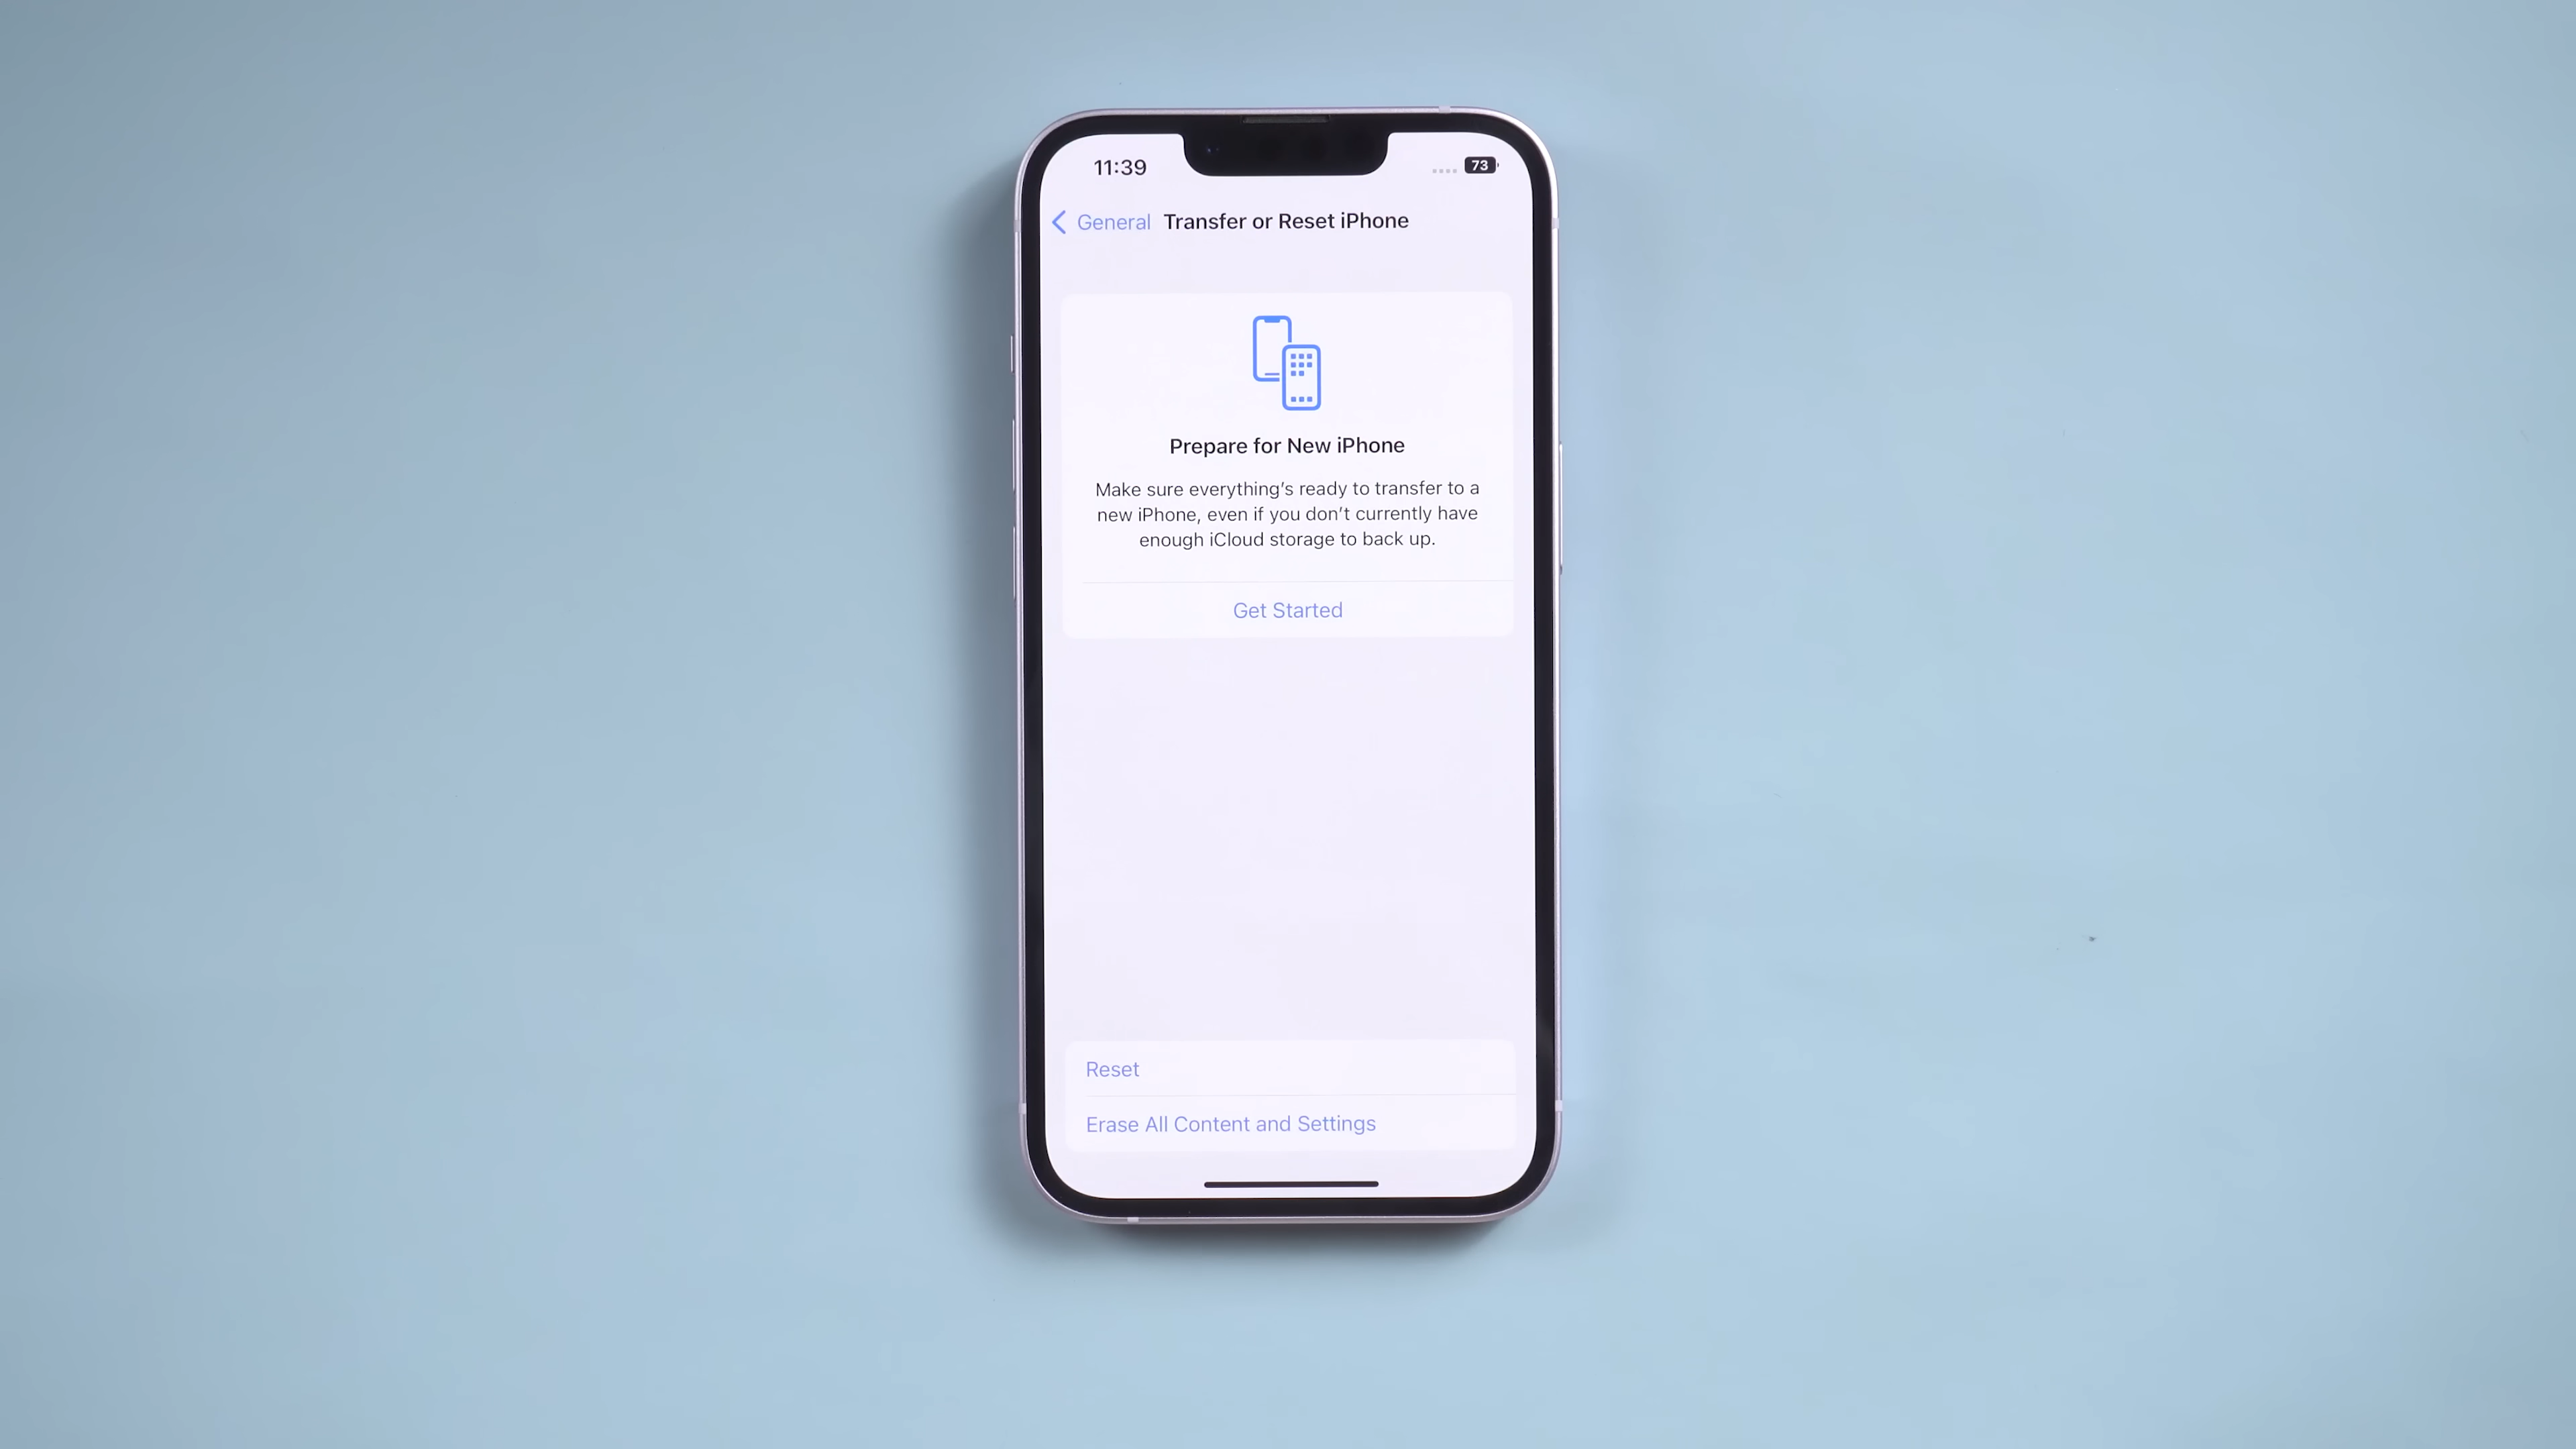 11:39
73
General Transfer or Reset iPhone
Prepare for New iPhone
Make sure everything’s ready to transfer to a
new iPhone, even if you don’t currently have
enough iCloud storage to back up.
Get Started
Reset
Erase All Content and Settings